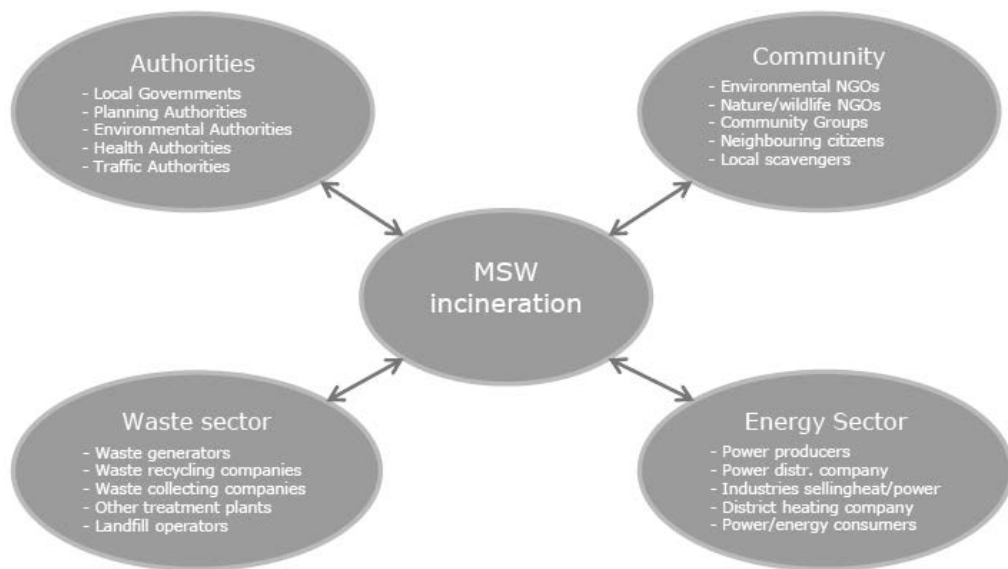 Authorities
- Local Governments
- Planning Authorities
- Environmental Authorities
- Health Authorities
- Traffic Authorities
Community
- Environmental NGOs
- Nature/wildlife NGOs
- Community Groups
- Neighbouring citizens
- Local scavengers
MSW
incineration
Waste sector
- Waste generators
- Waste recycling companies
- Waste collecting companies
- Other treatment plants
- Landfill operators
Energy Sector
- Power producers
- Power distr. company
- Industries sellingheat/power
- District heating company
- Power/energy consumers